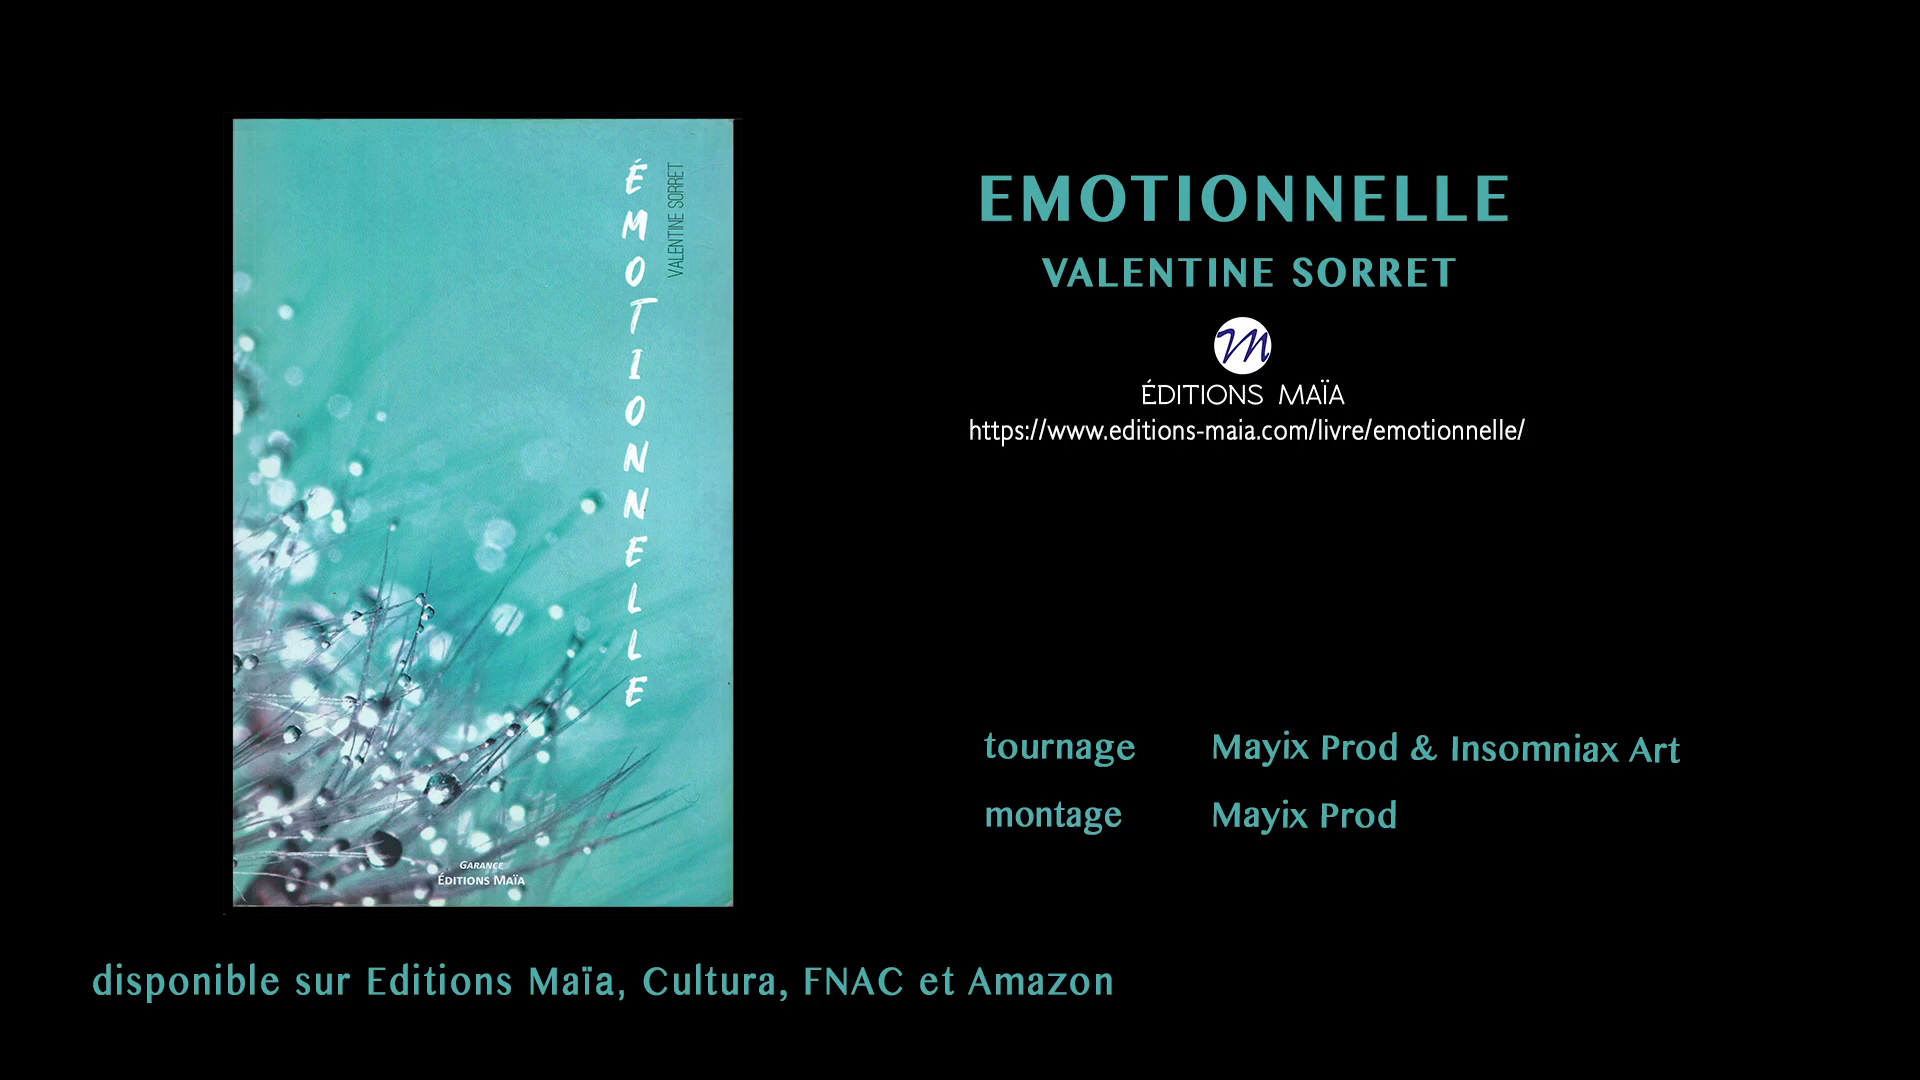 ÉMOTIONNELLE
VALENTINE SORRET
GARANCE
ÉDITIONS MAÏA
EMOTIONNELLE
VALENTINE SORRET
m
ÉDITIONS MAÏA
https://www.editions-maia.com/livre/emotionnelle/
tournage Mayix Prod & Insomniax Art
montage Mayix Prod
disponible sur Editions Maïa, Cultura, FNAC et Amazon